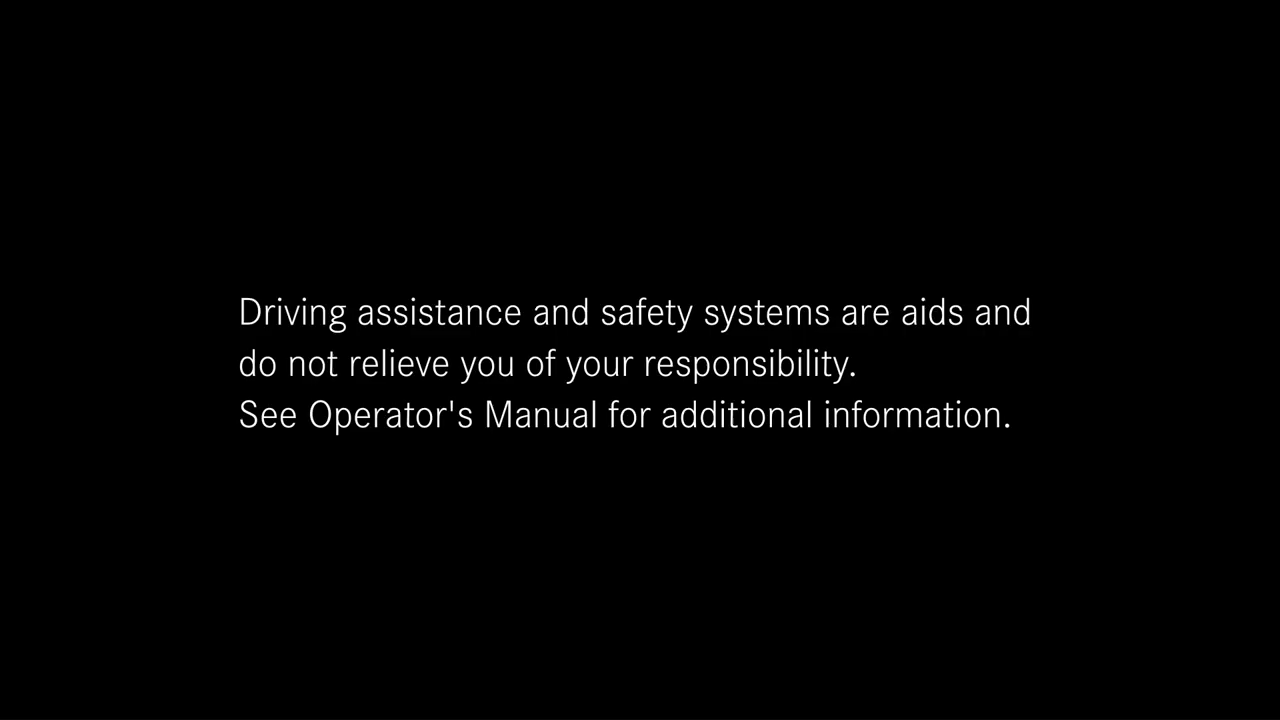 Driving assistance and safety systems are aids and
do not relieve you of your responsibility.
See Operator's Manual for additional information.